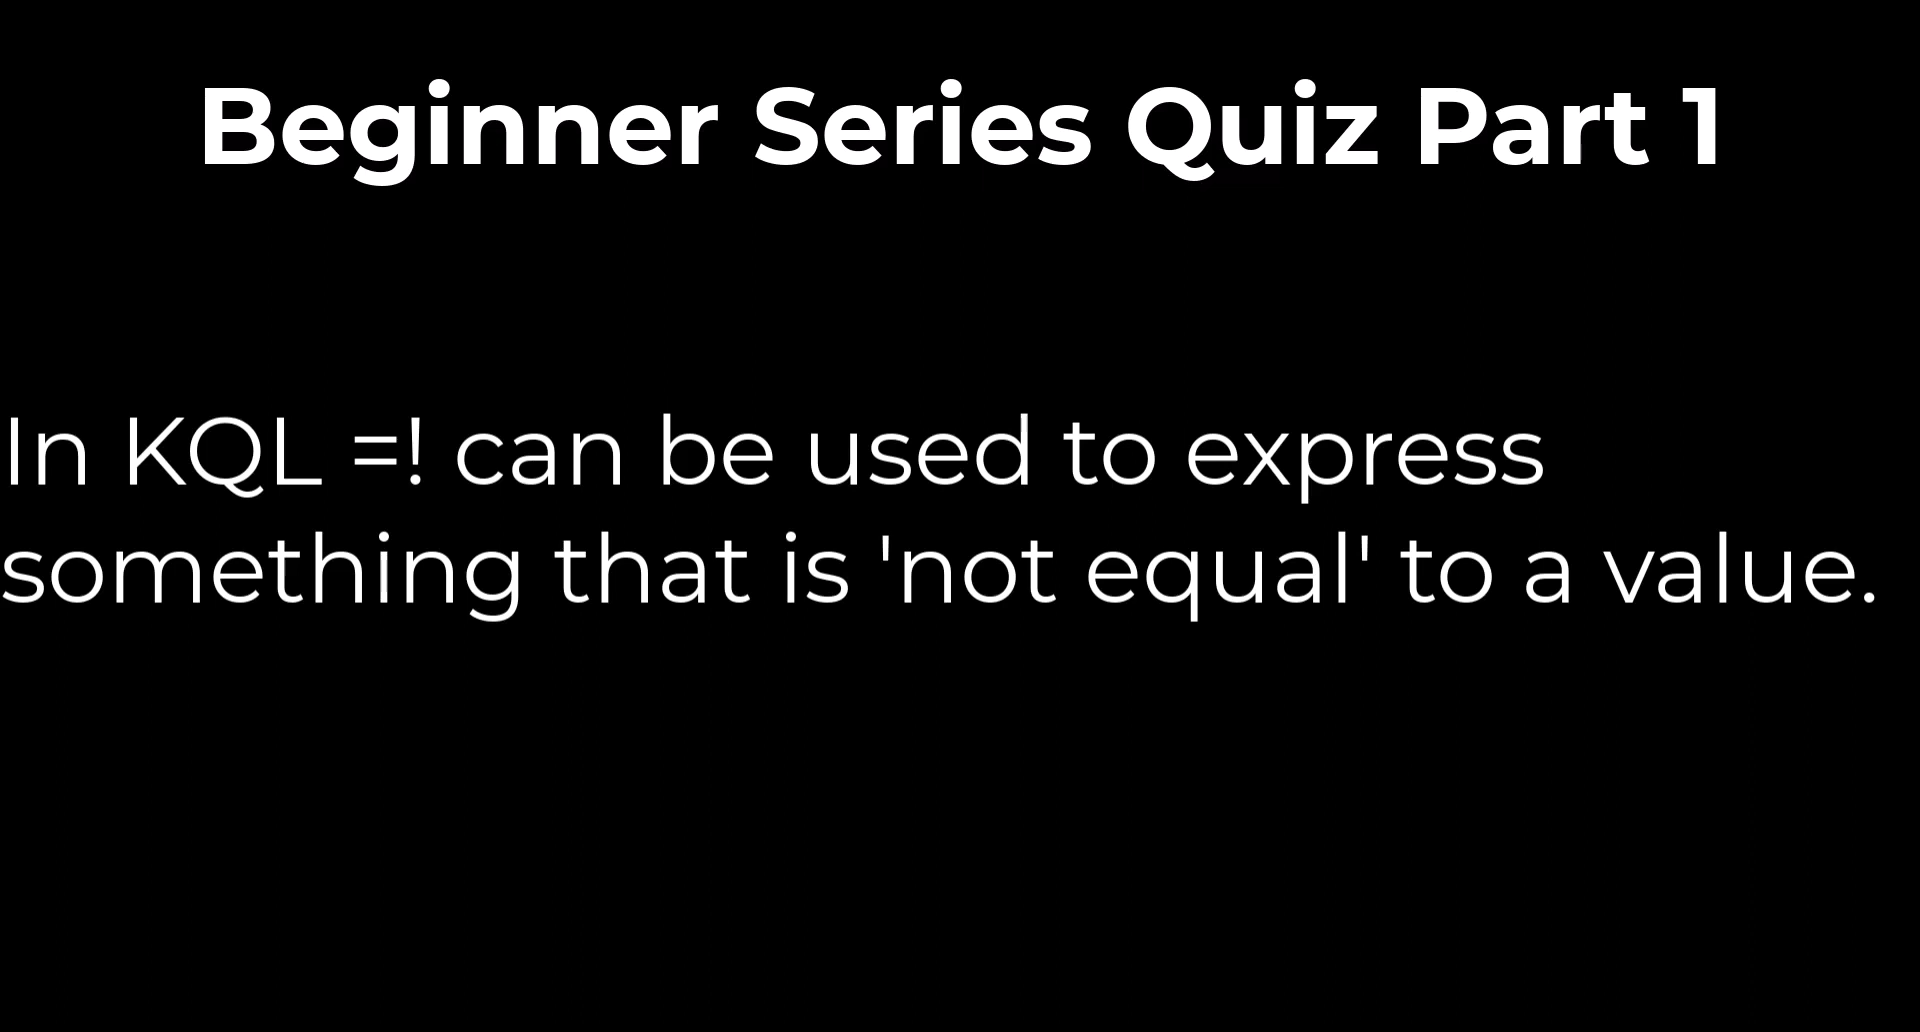 Beginner Series Quiz Part 1
In KQL =! can be used to express
something that is 'not equal' to a value.